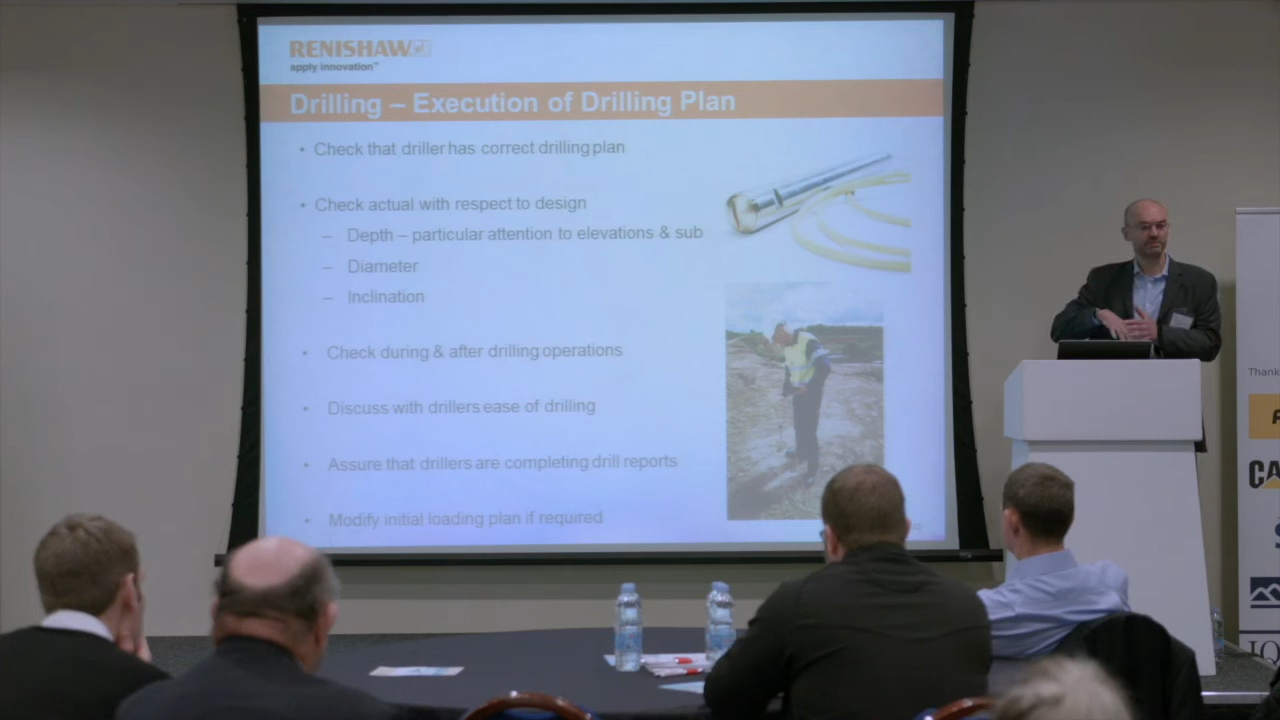 RENISHAW
apply innovation™
Drilling – Execution of Drilling Plan
• Check that driller has correct drilling plan
• Check actual with respect to design
– Depth – particular attention to elevations & sub
– Diameter
– Inclination
• Check during & after drilling operations
• Discuss with drillers ease of drilling
• Assure that drillers are completing drill reports
• Modify initial loading plan if required
Thank
CA
IQ